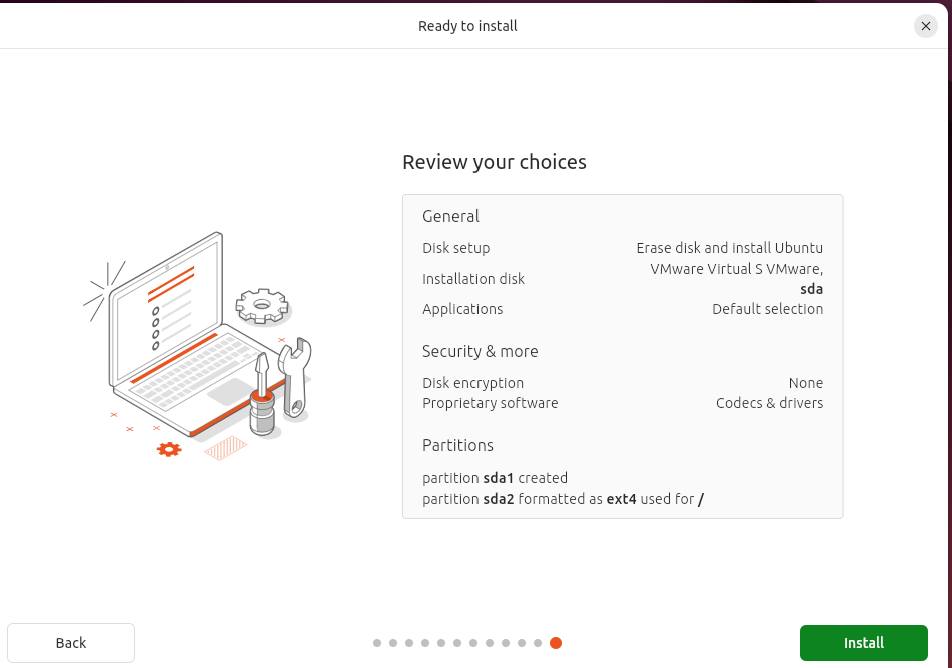 Ready to install
Review your choices
General
Disk setup Erase disk and install Ubuntu
Installation disk VMware Virtual S VMware, sda
Applications Default selection
Security & more
Disk encryption None
Proprietary software Codecs & drivers
Partitions
partition sda1 created
partition sda2 formatted as ext4 used for /
Back
Install